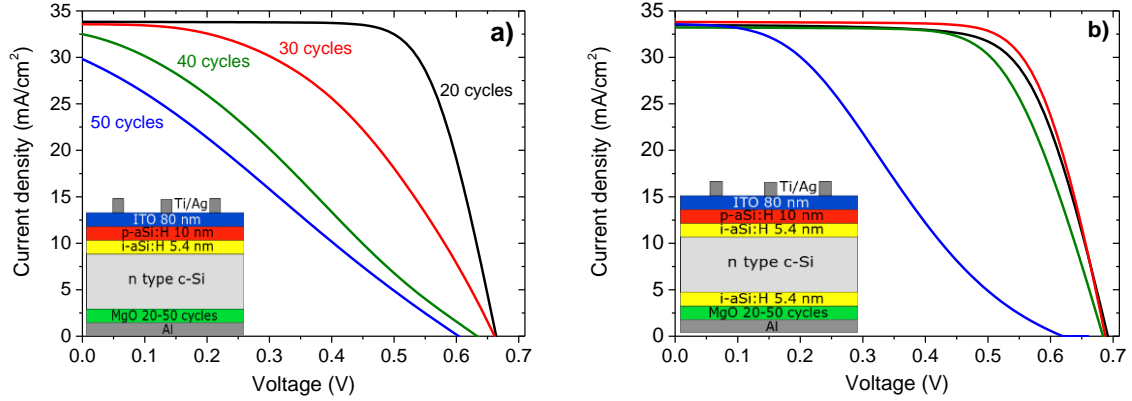 a)
35
30
25
20
15
10
5
0
Current density (mA/cm²)
30 cycles
40 cycles
20 cycles
50 cycles
Ti/Ag
ITO 80 nm
p-aSi:H 10 nm
i-aSi:H 5.4 nm
n type c-Si
MgO 20-50 cycles
Al
0.0 0.1 0.2 0.3 0.4 0.5 0.6 0.7
Voltage (V)
b)
35
30
25
20
15
10
5
0
Current density (mA/cm²)
Ti/Ag
ITO 80 nm
p-aSi:H 10 nm
i-aSi:H 5.4 nm
n type c-Si
i-aSi:H 5.4 nm
MgO 20-50 cycles
Al
0.0 0.1 0.2 0.3 0.4 0.5 0.6 0.7
Voltage (V)